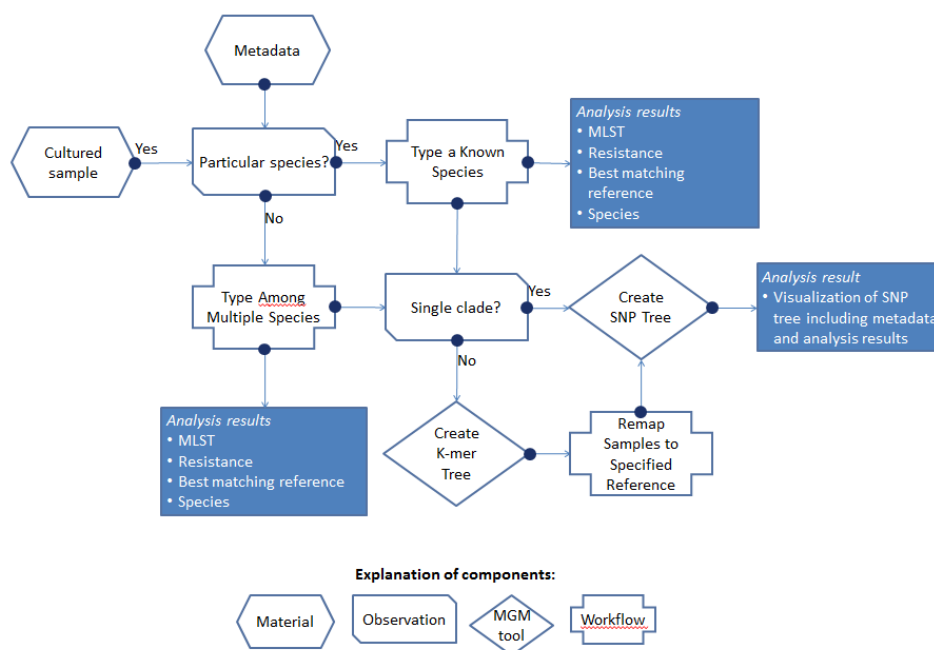 Metadata
Cultured
sample
Yes
Particular species?
Yes
Type a Known
Species
Analysis results
• MLST
• Resistance
• Best matching
reference
• Species
No
Type Among
Multiple Species
Single clade?
Yes
Create
SNP Tree
Analysis result
• Visualization of SNP
tree including metadata
and analysis results
No
Analysis results
• MLST
• Resistance
• Best matching reference
• Species
Create
K-mer
Tree
Remap
Samples to
Specified
Reference
Explanation of components:
Material
Observation
MGM
tool
Workflow